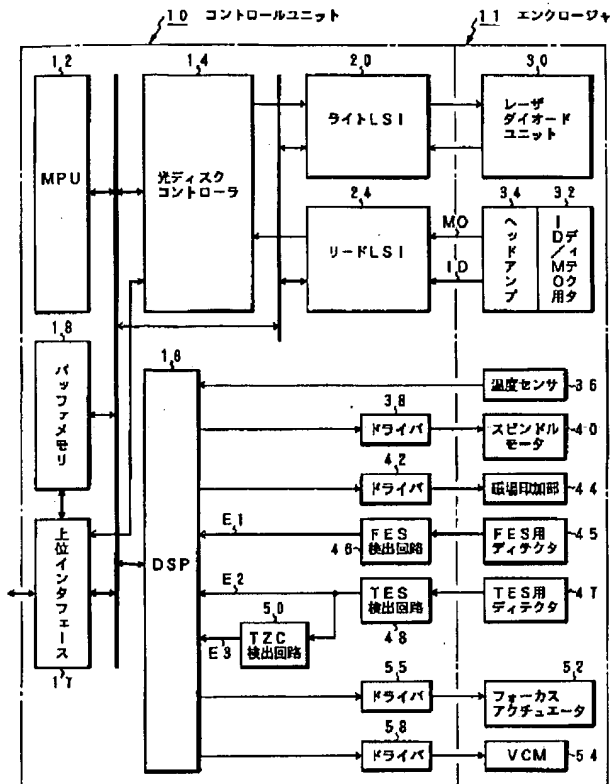 10 コントロールユニット
11 エンクロージャ
12
MPU
14
光ディスク
コントローラ
20
ライトLSI
30
レーザ
ダイオード
ユニット
24
リードLSI
MO
ID
34
ヘッドアンプ
32
ID/MO用
ディテクタ
18
バッファメモリ
16
DSP
温度センサ
36
38
ドライバ
スピンドル
モータ
40
42
ドライバ
磁場印加部
44
E1
FES
検出回路
46
FES用
ディテクタ
45
E2
TES
検出回路
48
TES用
ディテクタ
47
50
TZC
検出回路
E3
上位インタフェース
17
55
ドライバ
フォーカス
アクチュエータ
52
58
ドライバ
VCM
54